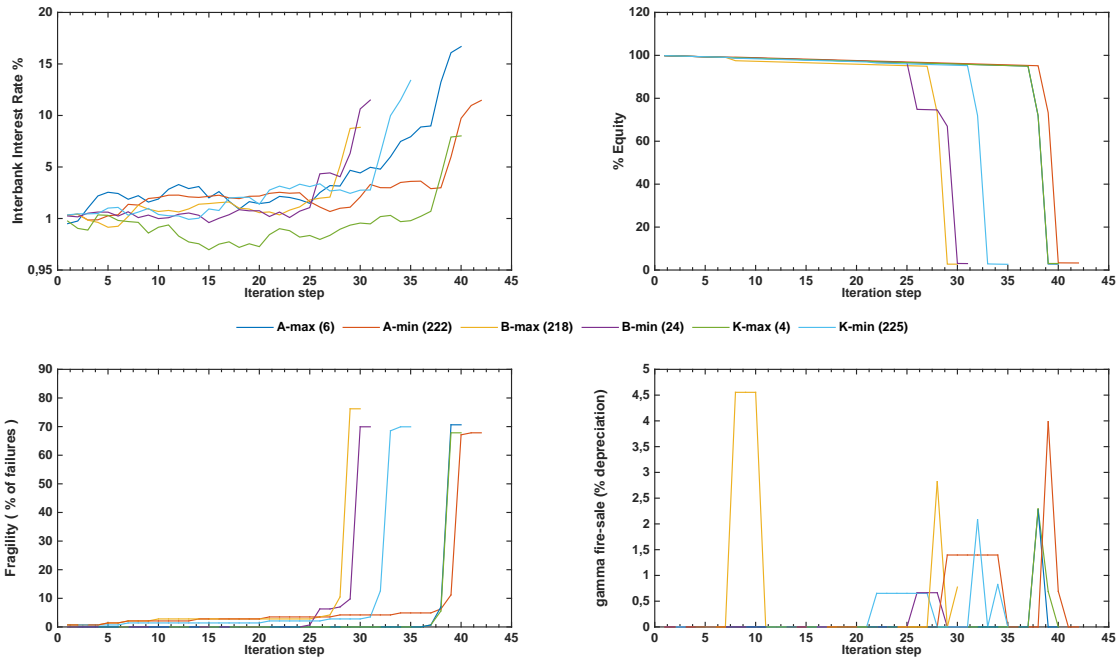 Interbank Interest Rate %
20
15
10
5
1
0,95
0 5 10 15 20 25 30 35 40 45
Iteration step
% Equity
120
100
80
60
40
20
0
0 5 10 15 20 25 30 35 40 45
Iteration step
A-max (6) A-min (222) B-max (218) B-min (24) K-max (4) K-min (225)
Fragility ( % of failures )
90
80
70
60
50
40
30
20
10
0
0 5 10 15 20 25 30 35 40 45
Iteration step
gamma fire-sale (% depreciation)
5
4,5
4
3,5
3
2,5
2
1,5
1
0,5
0
0 5 10 15 20 25 30 35 40 45
Iteration step